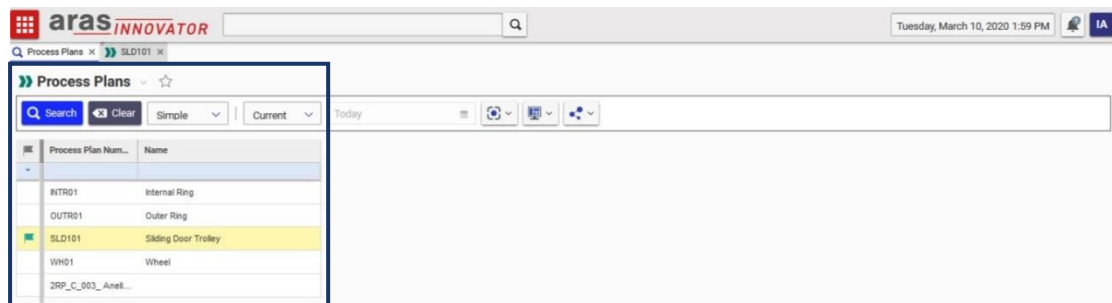 aras INNOVATOR
Tuesday, March 10, 2020 1:59 PM
IA
Process Plans × SLD101 ×
Process Plans
Search Clear Simple Current Today
Process Plan Num... Name
INTR01 Internal Ring
OUTR01 Outer Ring
SLD101 Sliding Door Trolley
WH01 Wheel
2RP_C_003_ Anell...